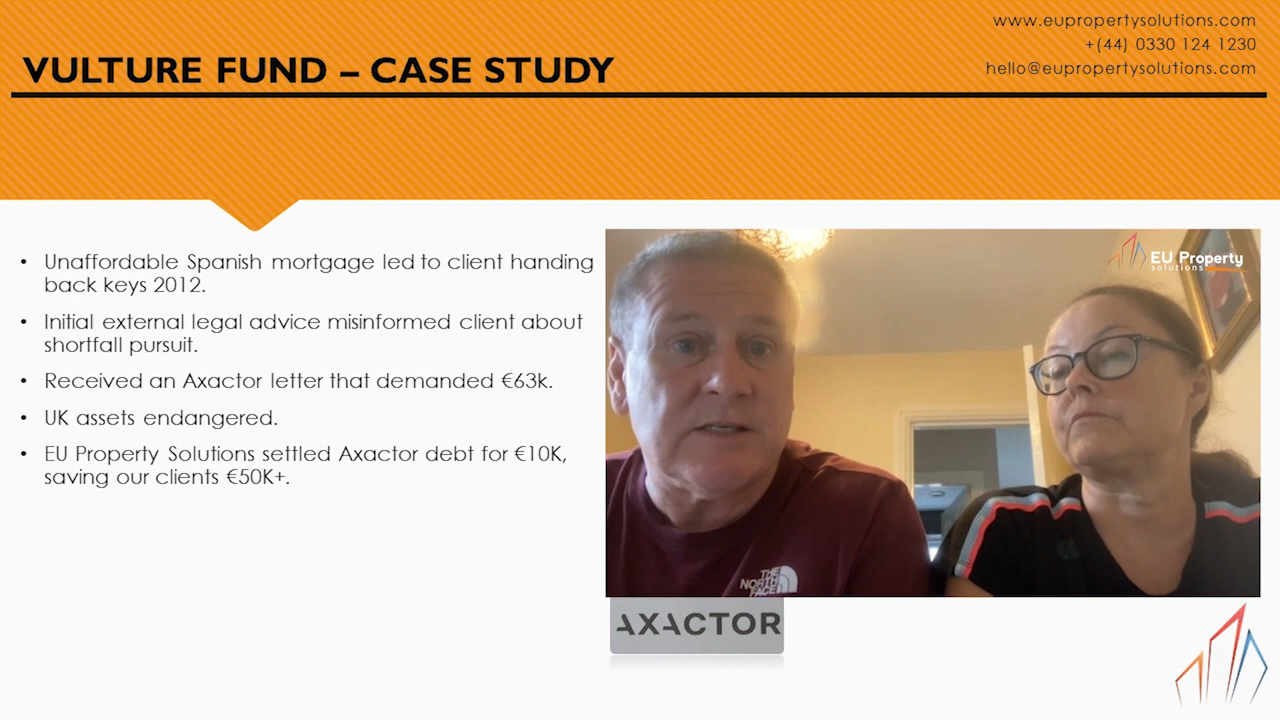 www.eupropertysolutions.com
+(44) 0330 124 1230
hello@eupropertysolutions.com
VULTURE FUND – CASE STUDY
• Unaffordable Spanish mortgage led to client handing
back keys 2012.
• Initial external legal advice misinformed client about
shortfall pursuit.
• Received an Axactor letter that demanded €63k.
• UK assets endangered.
• EU Property Solutions settled Axactor debt for €10K,
saving our clients €50K+.
EU Property
solutions
THE
NORTH
FACE
AXACTOR